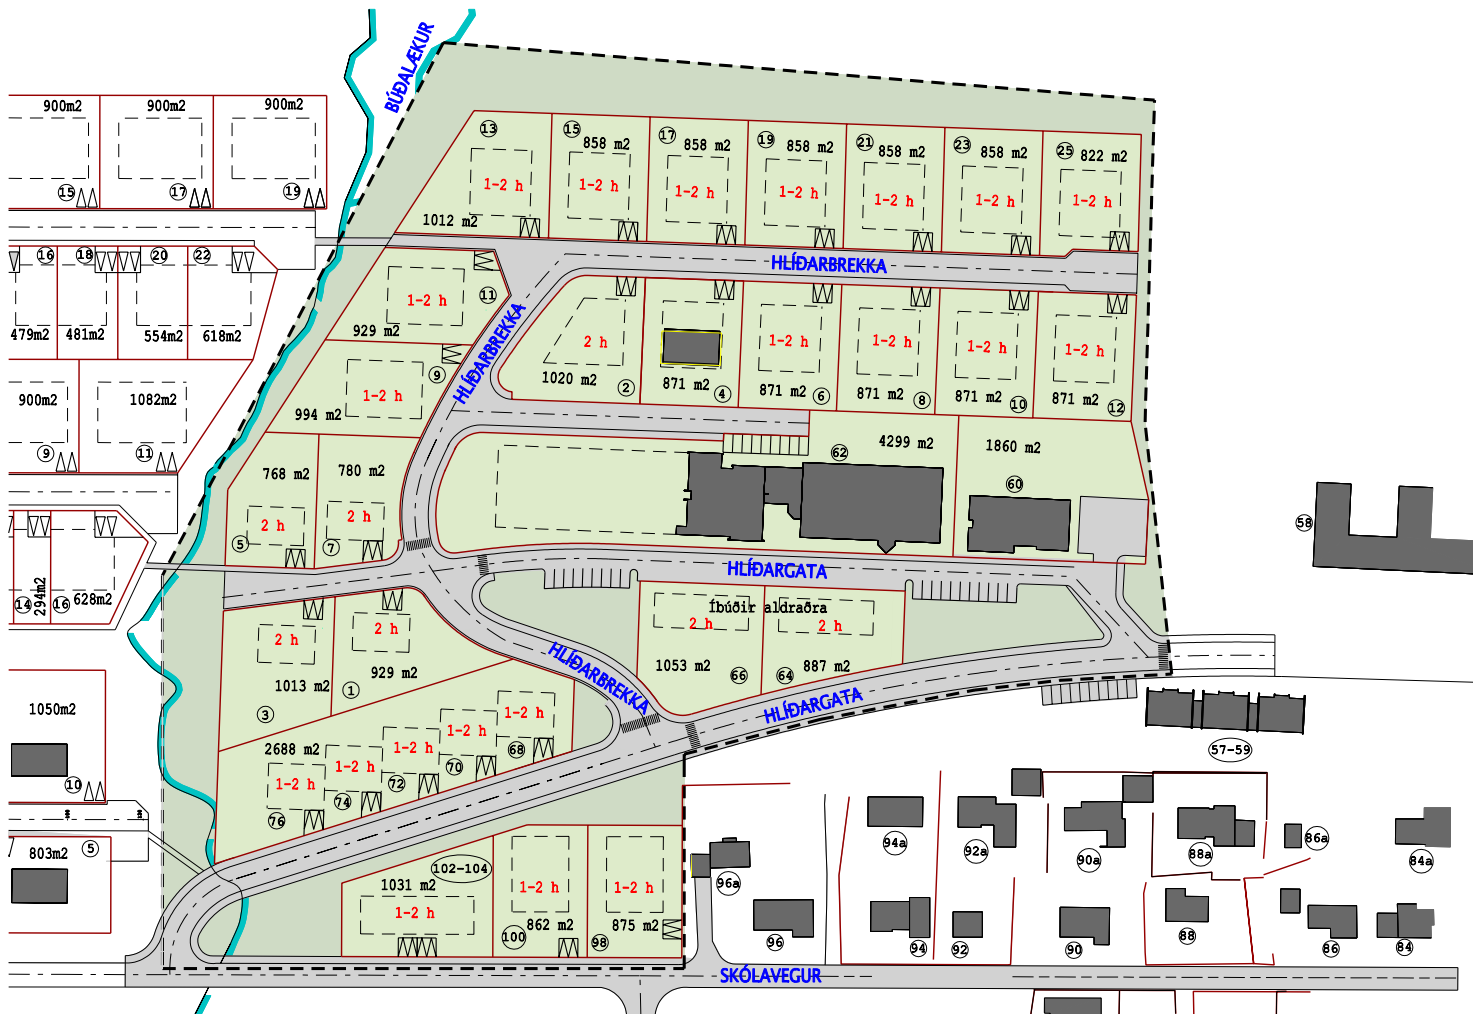 BÚÐALÆKUR
900m2
900m2
900m2
15
17
19
13
15
858 m2
17
858 m2
19
858 m2
21
858 m2
23
858 m2
25
822 m2
1-2 h
1-2 h
1-2 h
1-2 h
1-2 h
1-2 h
1-2 h
1012 m2
HLÍÐARBREKKA
16
18
20
22
479m2
481m2
554m2
618m2
1-2 h
11
929 m2
HLÍÐARBREKKA
2 h
1020 m2
2
871 m2
4
1-2 h
871 m2
6
1-2 h
871 m2
8
1-2 h
871 m2
10
1-2 h
871 m2
12
9
1-2 h
994 m2
900m2
1082m2
9
11
768 m2
780 m2
2 h
2 h
5
7
62
4299 m2
1860 m2
60
58
HLÍÐARGATA
14
294m2
16
628m2
Íbúðir aldraðra
2 h
2 h
1053 m2
66
64
887 m2
2 h
2 h
1013 m2
929 m2
1
3
HLÍÐARBREKKA
HLÍÐARGATA
1050m2
10
2688 m2
1-2 h
1-2 h
1-2 h
1-2 h
1-2 h
68
70
72
74
76
57-59
803m2
5
94a
92a
90a
88a
86a
84a
96a
102-104
1031 m2
1-2 h
1-2 h
1-2 h
100
862 m2
98
875 m2
96
94
92
90
88
86
84
SKÓLAVEGUR